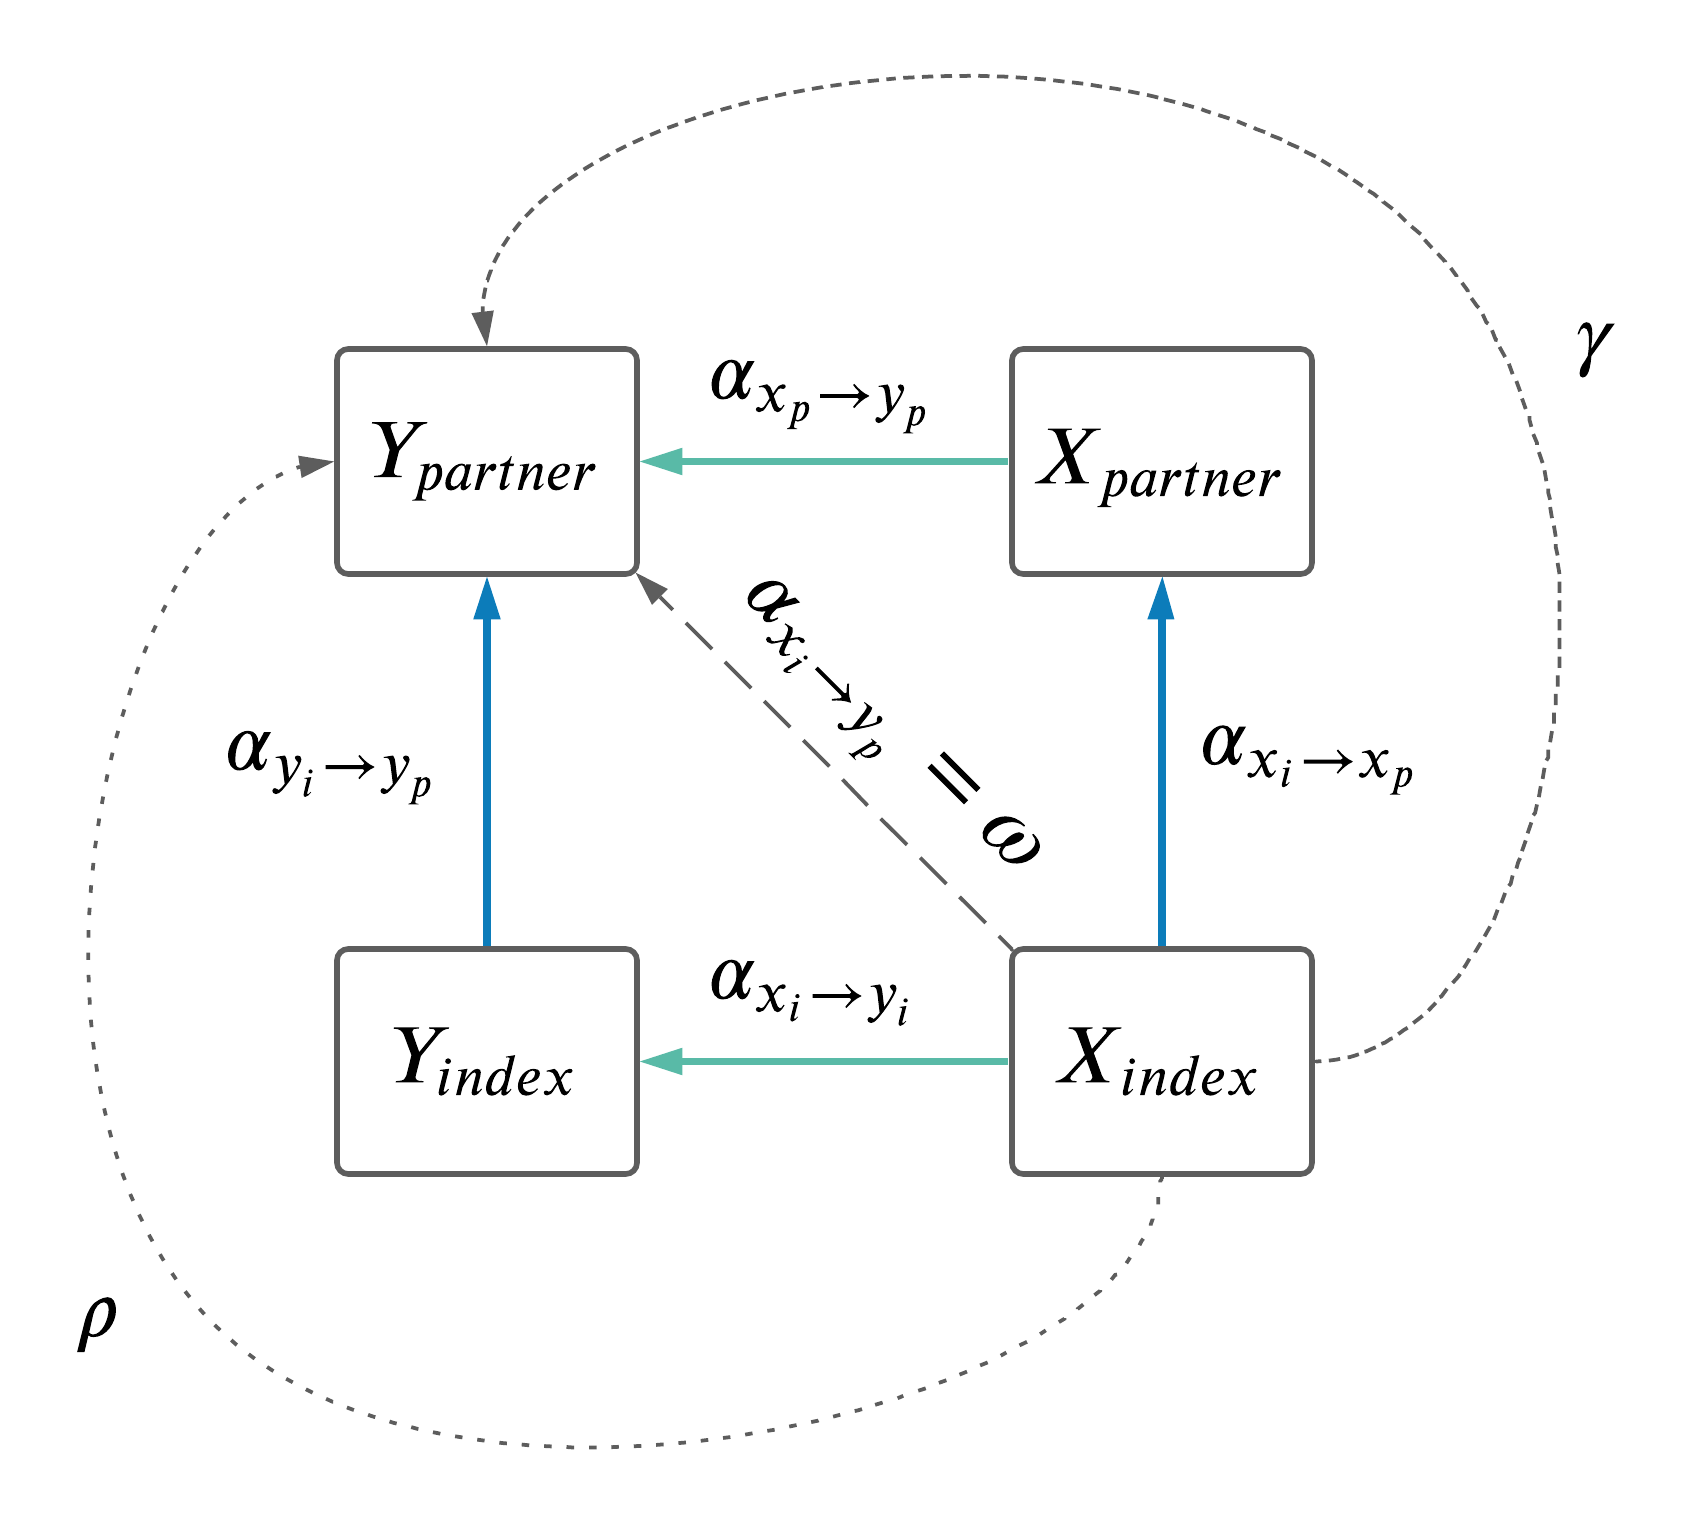 γ
α_{x_p→y_p}
Y_{partner}
X_{partner}
α_{x_i→y_p} = ω
α_{y_i→y_p}
α_{x_i→x_p}
α_{x_i→y_i}
Y_{index}
X_{index}
ρ